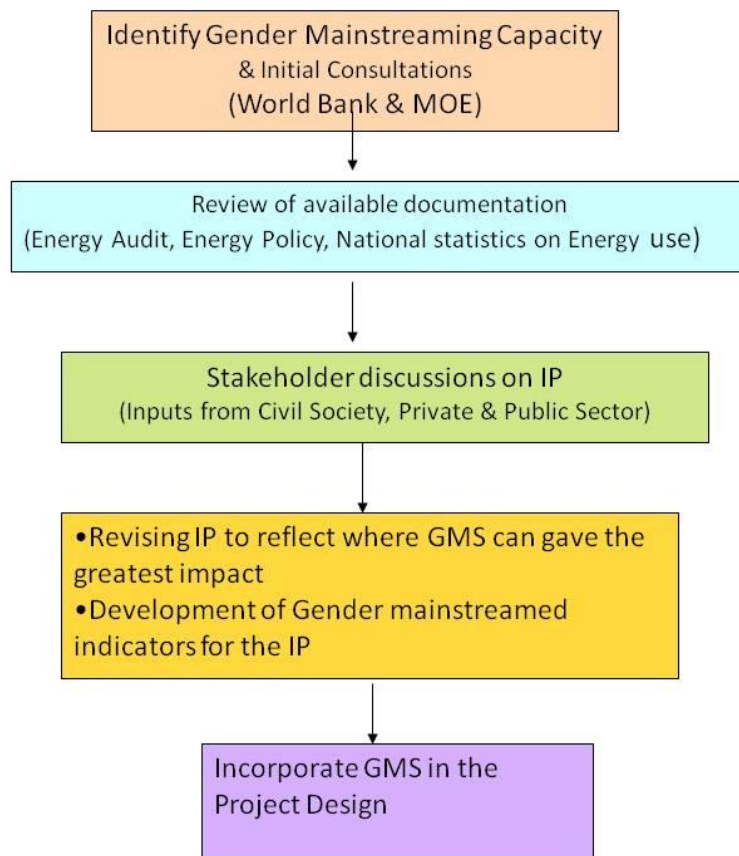 Identify Gender Mainstreaming Capacity
& Initial Consultations
(World Bank & MOE)
Review of available documentation
(Energy Audit, Energy Policy, National statistics on Energy use)
Stakeholder discussions on IP
(Inputs from Civil Society, Private & Public Sector)
•Revising IP to reflect where GMS can gave the
greatest impact
•Development of Gender mainstreamed
indicators for the IP
Incorporate GMS in the
Project Design